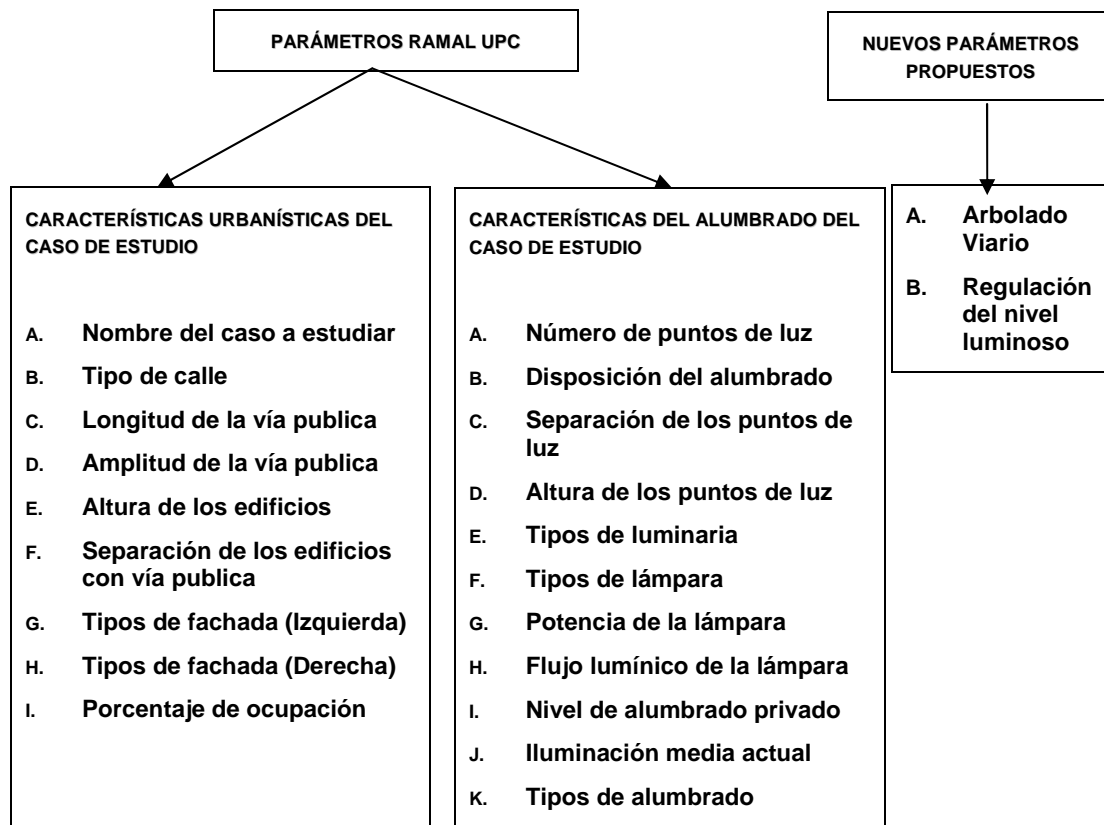 PARÁMETROS RAMAL UPC
NUEVOS PARÁMETROS
PROPUESTOS
CARACTERÍSTICAS URBANÍSTICAS DEL
CASO DE ESTUDIO
A. Nombre del caso a estudiar
B. Tipo de calle
C. Longitud de la vía publica
D. Amplitud de la vía publica
E. Altura de los edificios
F. Separación de los edificios
con vía publica
G. Tipos de fachada (Izquierda)
H. Tipos de fachada (Derecha)
I. Porcentaje de ocupación
CARACTERÍSTICAS DEL ALUMBRADO DEL
CASO DE ESTUDIO
A. Número de puntos de luz
B. Disposición del alumbrado
C. Separación de los puntos de
luz
D. Altura de los puntos de luz
E. Tipos de luminaria
F. Tipos de lámpara
G. Potencia de la lámpara
H. Flujo lumínico de la lámpara
I. Nivel de alumbrado privado
J. Iluminación media actual
K. Tipos de alumbrado
A. Arbolado
Viario
B. Regulación
del nivel
luminoso